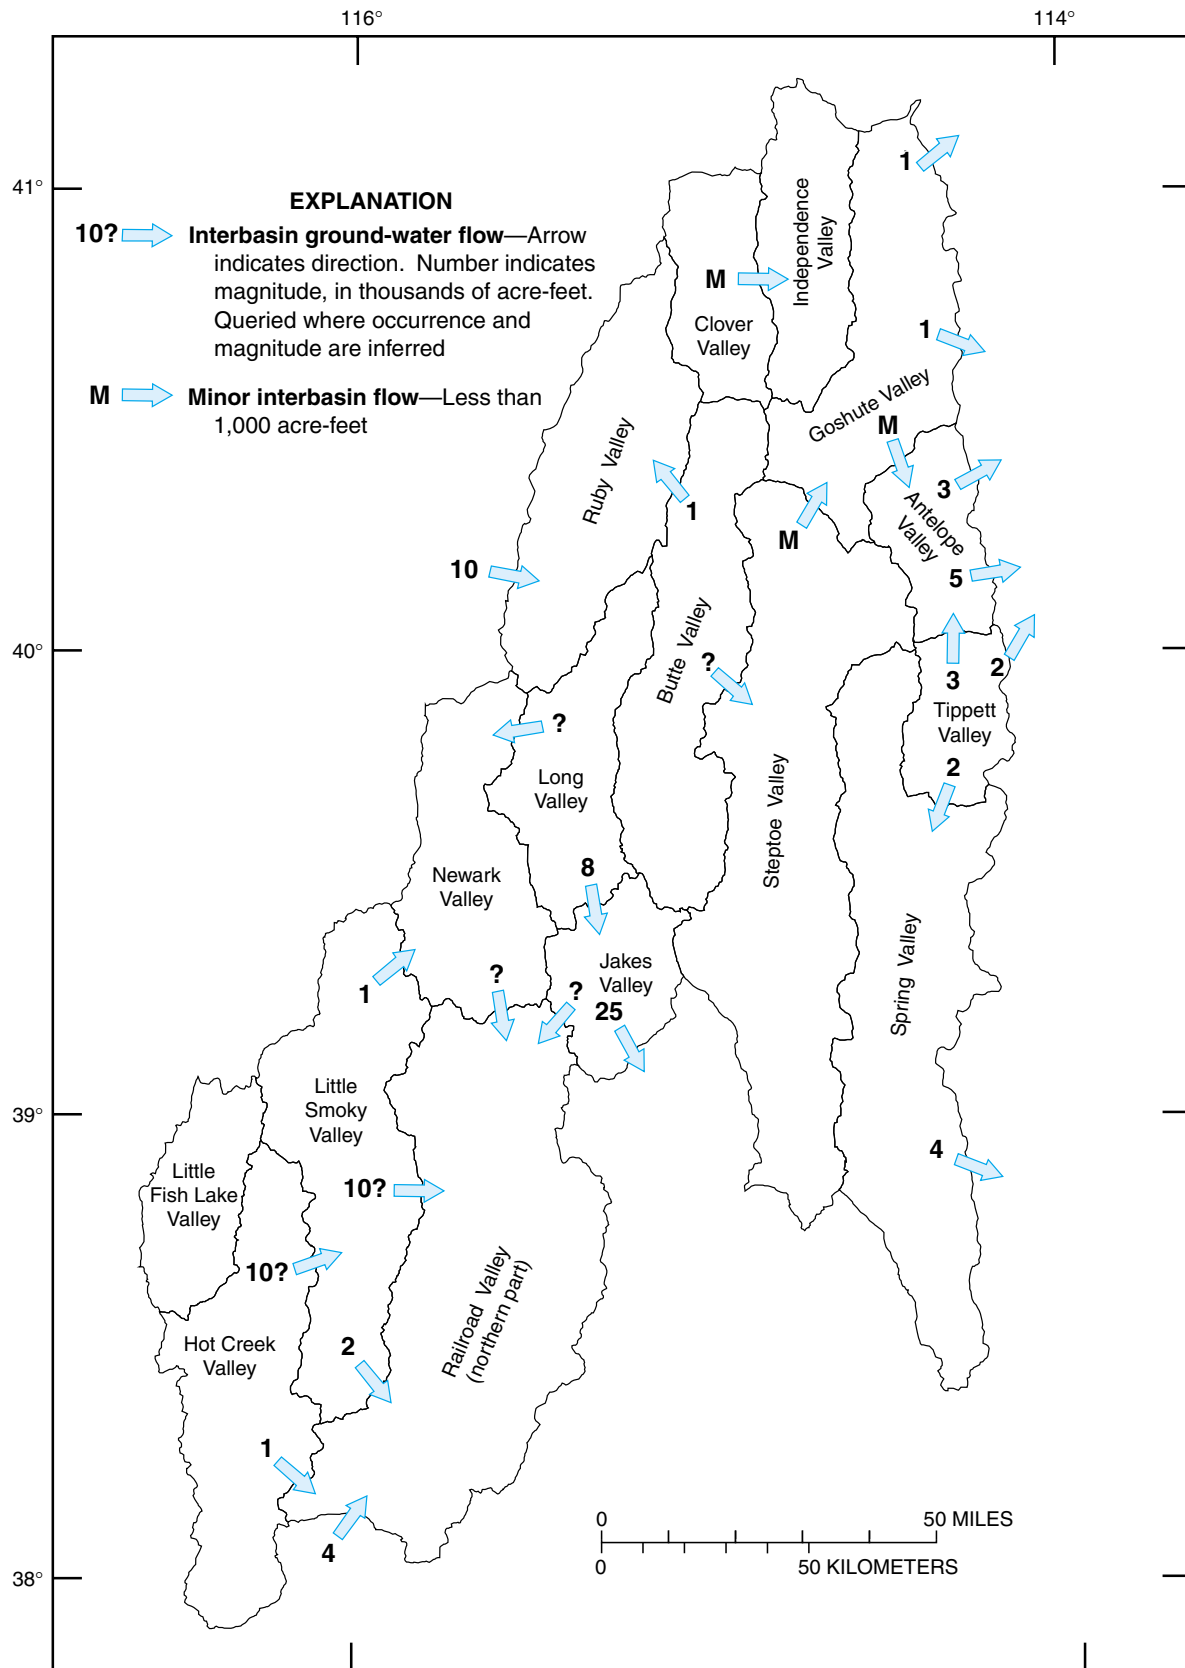 116°
114°
41°
40°
39°
38°
EXPLANATION
10?
Interbasin ground-water flow—Arrow
indicates direction. Number indicates
magnitude, in thousands of acre-feet.
Queried where occurrence and
magnitude are inferred
M
Minor interbasin flow—Less than
1,000 acre-feet
1
Independence
Valley
M
Clover
Valley
1
Goshute Valley
M
Ruby Valley
1
3
Antelope
Valley
M
10
5
Butte Valley
?
3
2
Tippett
Valley
2
?
Long
Valley
Steptoe Valley
8
Newark
Valley
Spring Valley
Jakes
Valley
25
?
?
1
Little
Smoky
Valley
4
Little
Fish Lake
Valley
10?
10?
Railroad Valley
(northern part)
Hot Creek
Valley
2
1
4
0
50 MILES
0
50 KILOMETERS